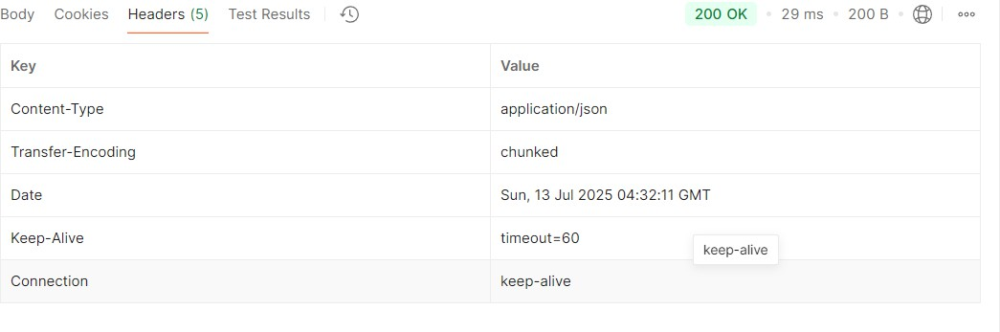 Body Cookies Headers (5) Test Results 200 OK 29 ms 200 B
Key Value
Content-Type application/json
Transfer-Encoding chunked
Date Sun, 13 Jul 2025 04:32:11 GMT
Keep-Alive timeout=60
keep-alive
Connection keep-alive